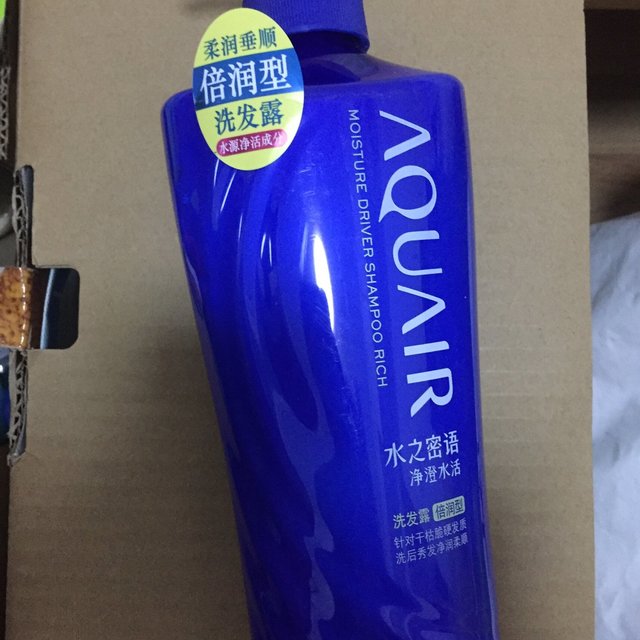 柔润垂顺
倍润型
洗发露
水源净活成分
AQUAIR
MOISTURE DRIVER SHAMPOO RICH
水之密语
净澄水活
洗发露 倍润型
针对干枯脆硬发质
洗后秀发净润柔顺